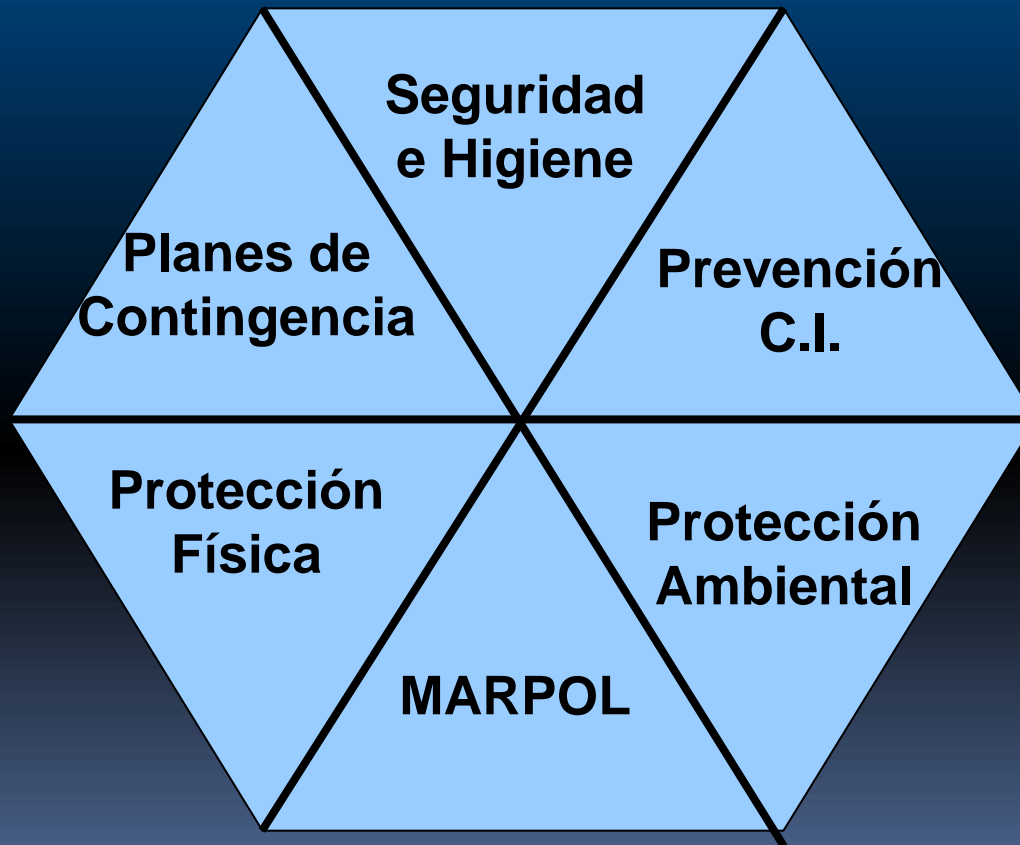 Seguridad
e Higiene
Planes de
Contingencia
Prevención
C.I.
Protección
Física
Protección
Ambiental
MARPOL